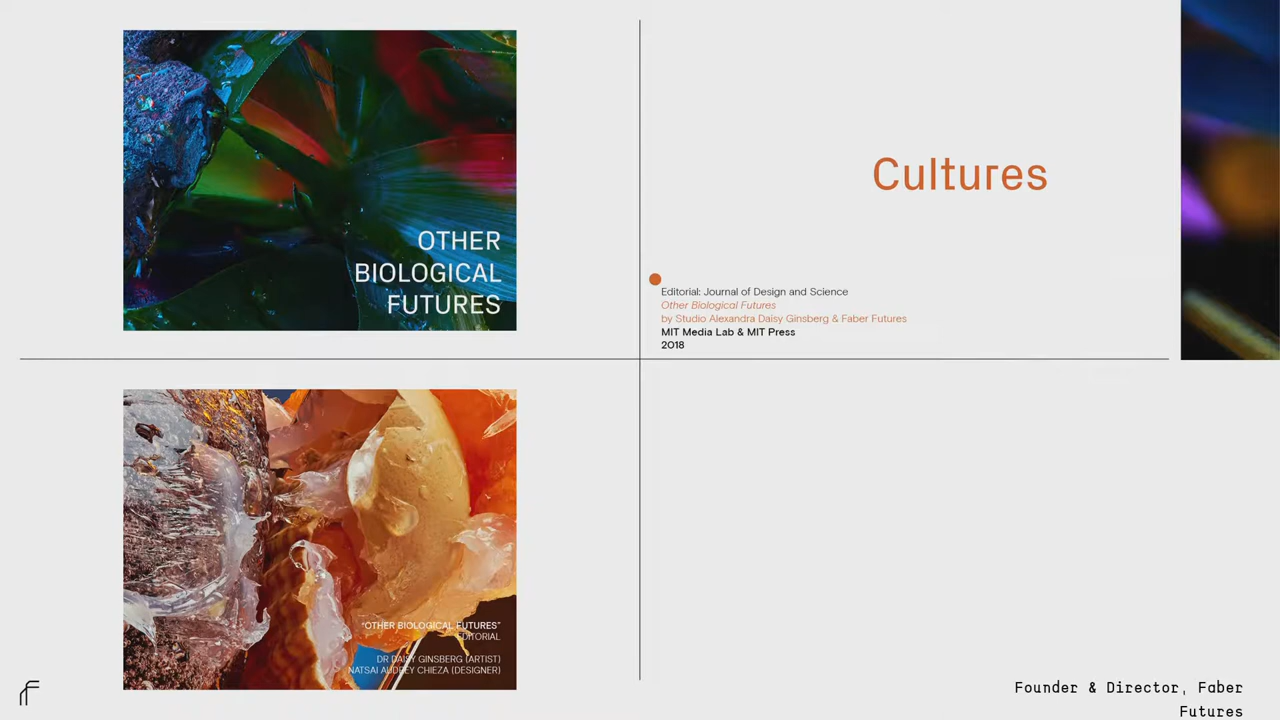 OTHER
BIOLOGICAL
FUTURES
Cultures
Editorial: Journal of Design and Science
Other Biological Futures
by Studio Alexandra Daisy Ginsberg & Faber Futures
MIT Media Lab & MIT Press
2018
"OTHER BIOLOGICAL FUTURES"
EDITORIAL
DR DAISY GINSBERG (ARTIST)
NATSAI AUDREY CHIEZA (DESIGNER)
Founder & Director, Faber
Futures